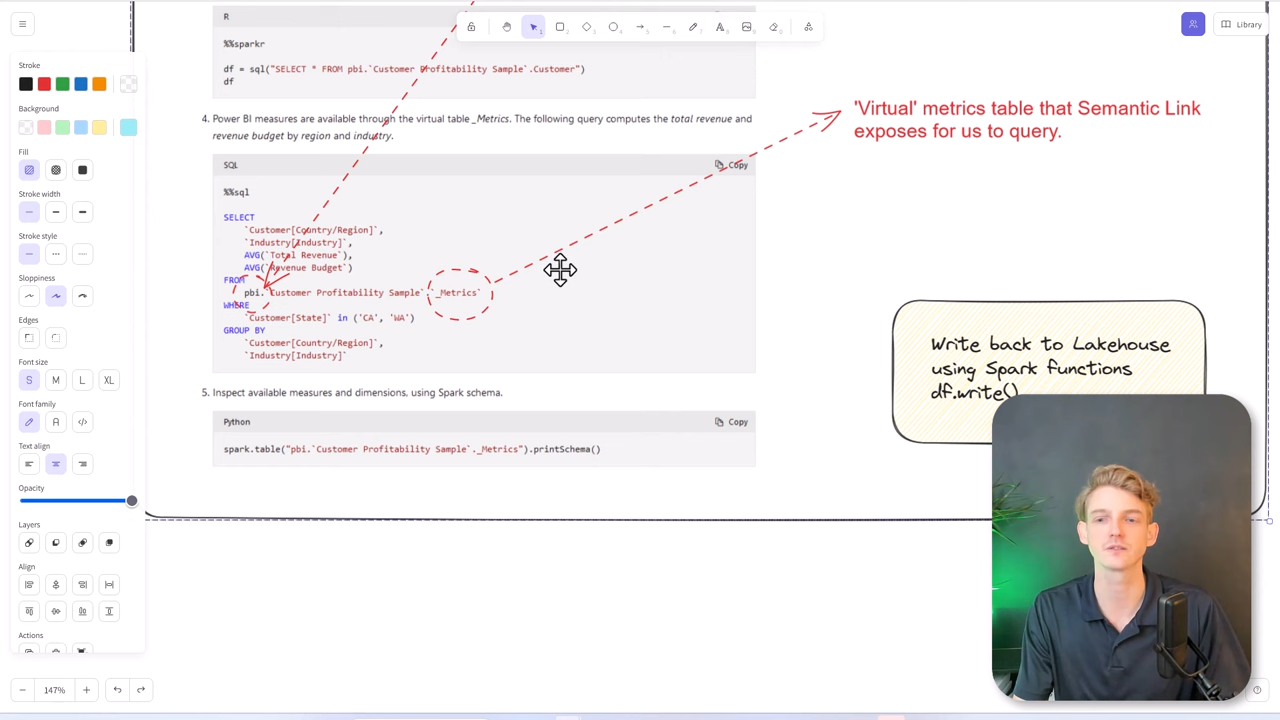 Library
Stroke
Background
Fill
Stroke width
Stroke style
Sloppiness
Edges
Font size
S M L XL
Font family
Text align
Opacity
Layers
Align
Actions
147%
R
%%sparkr
df = sql("SELECT * FROM pbi.`Customer Profitability Sample`.Customer")
df
4. Power BI measures are available through the virtual table _Metrics. The following query computes the total revenue and
revenue budget by region and industry.
SQL
Copy
%%sql
SELECT
`Customer[Country/Region]`,
`Industry[Industry]`,
AVG(`Total Revenue`),
AVG(`Revenue Budget`)
FROM
pbi.`Customer Profitability Sample`.`_Metrics`
WHERE
`Customer[State]` in ('CA', 'WA')
GROUP BY
`Customer[Country/Region]`,
`Industry[Industry]`
5. Inspect available measures and dimensions, using Spark schema.
Python
Copy
spark.table("pbi.`Customer Profitability Sample`._Metrics").printSchema()
'Virtual' metrics table that Semantic Link
exposes for us to query.
Write back to Lakehouse
using Spark functions
df.write()